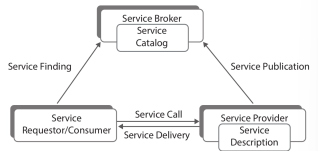 Service Broker
Service
Catalog
Service Finding
Service Publication
Service
Requestor/Consumer
Service Call
Service Delivery
Service Provider
Service
Description